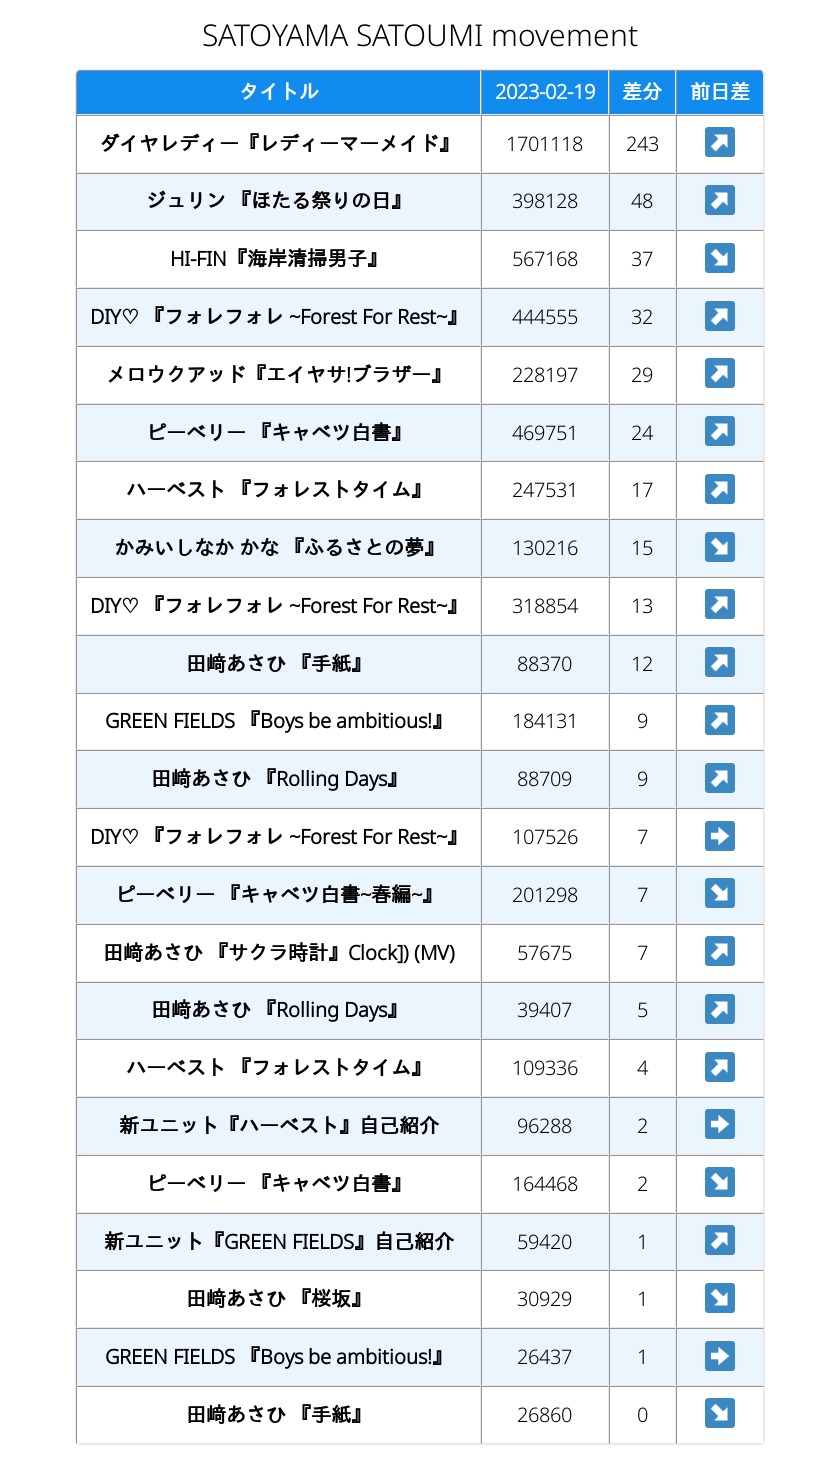 SATOYAMA SATOUMI movement
タイトル 2023-02-19 差分 前日差
ダイヤレディー『レディーマーメイド』 1701118 243 ↗
ジュリン 『ほたる祭りの日』 398128 48 ↗
HI-FIN『海岸清掃男子』 567168 37 ↘
DIY♡ 『フォレフォレ ~Forest For Rest~』 444555 32 ↗
メロウクアッド『エイヤサ!ブラザー』 228197 29 ↗
ピーベリー 『キャベツ白書』 469751 24 ↗
ハーベスト 『フォレストタイム』 247531 17 ↗
かみいしなか かな 『ふるさとの夢』 130216 15 ↘
DIY♡ 『フォレフォレ ~Forest For Rest~』 318854 13 ↗
田﨑あさひ 『手紙』 88370 12 ↗
GREEN FIELDS 『Boys be ambitious!』 184131 9 ↗
田﨑あさひ 『Rolling Days』 88709 9 ↗
DIY♡ 『フォレフォレ ~Forest For Rest~』 107526 7 ➡
ピーベリー 『キャベツ白書~春編~』 201298 7 ↘
田﨑あさひ 『サクラ時計』Clock]) (MV) 57675 7 ↗
田﨑あさひ 『Rolling Days』 39407 5 ↗
ハーベスト 『フォレストタイム』 109336 4 ↗
新ユニット『ハーベスト』自己紹介 96288 2 ➡
ピーベリー 『キャベツ白書』 164468 2 ↘
新ユニット『GREEN FIELDS』自己紹介 59420 1 ↗
田﨑あさひ 『桜坂』 30929 1 ↘
GREEN FIELDS 『Boys be ambitious!』 26437 1 ➡
田﨑あさひ 『手紙』 26860 0 ↘